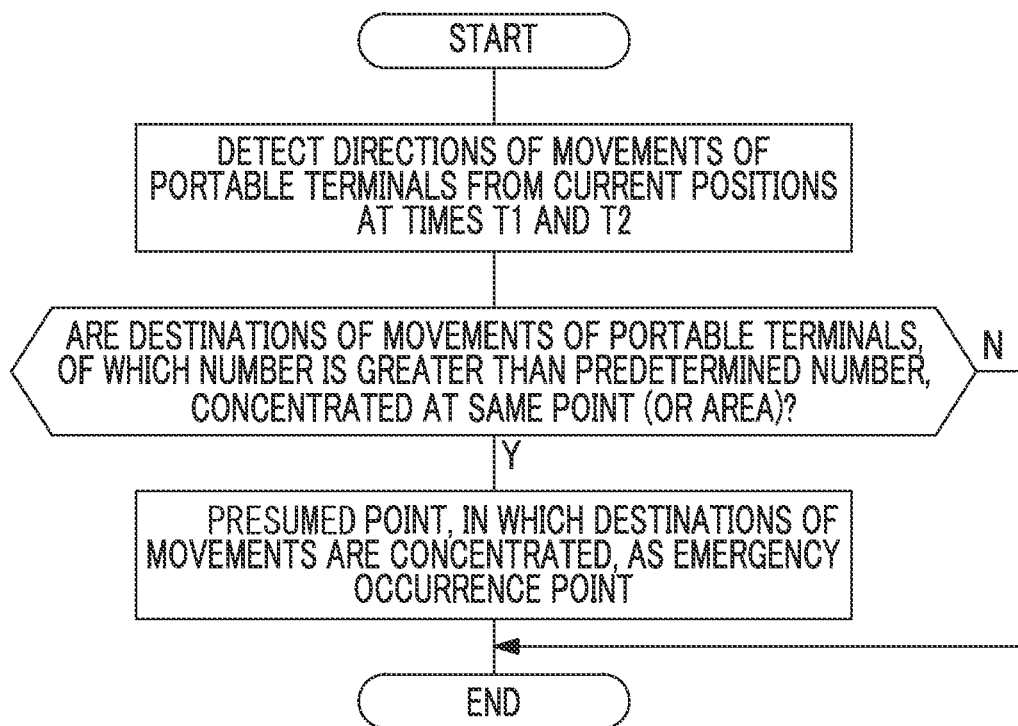 START
DETECT DIRECTIONS OF MOVEMENTS OF
PORTABLE TERMINALS FROM CURRENT POSITIONS
AT TIMES T1 AND T2
ARE DESTINATIONS OF MOVEMENTS OF PORTABLE TERMINALS,
OF WHICH NUMBER IS GREATER THAN PREDETERMINED NUMBER,
CONCENTRATED AT SAME POINT (OR AREA)?
N
Y
PRESUMED POINT, IN WHICH DESTINATIONS OF
MOVEMENTS ARE CONCENTRATED, AS EMERGENCY
OCCURRENCE POINT
END